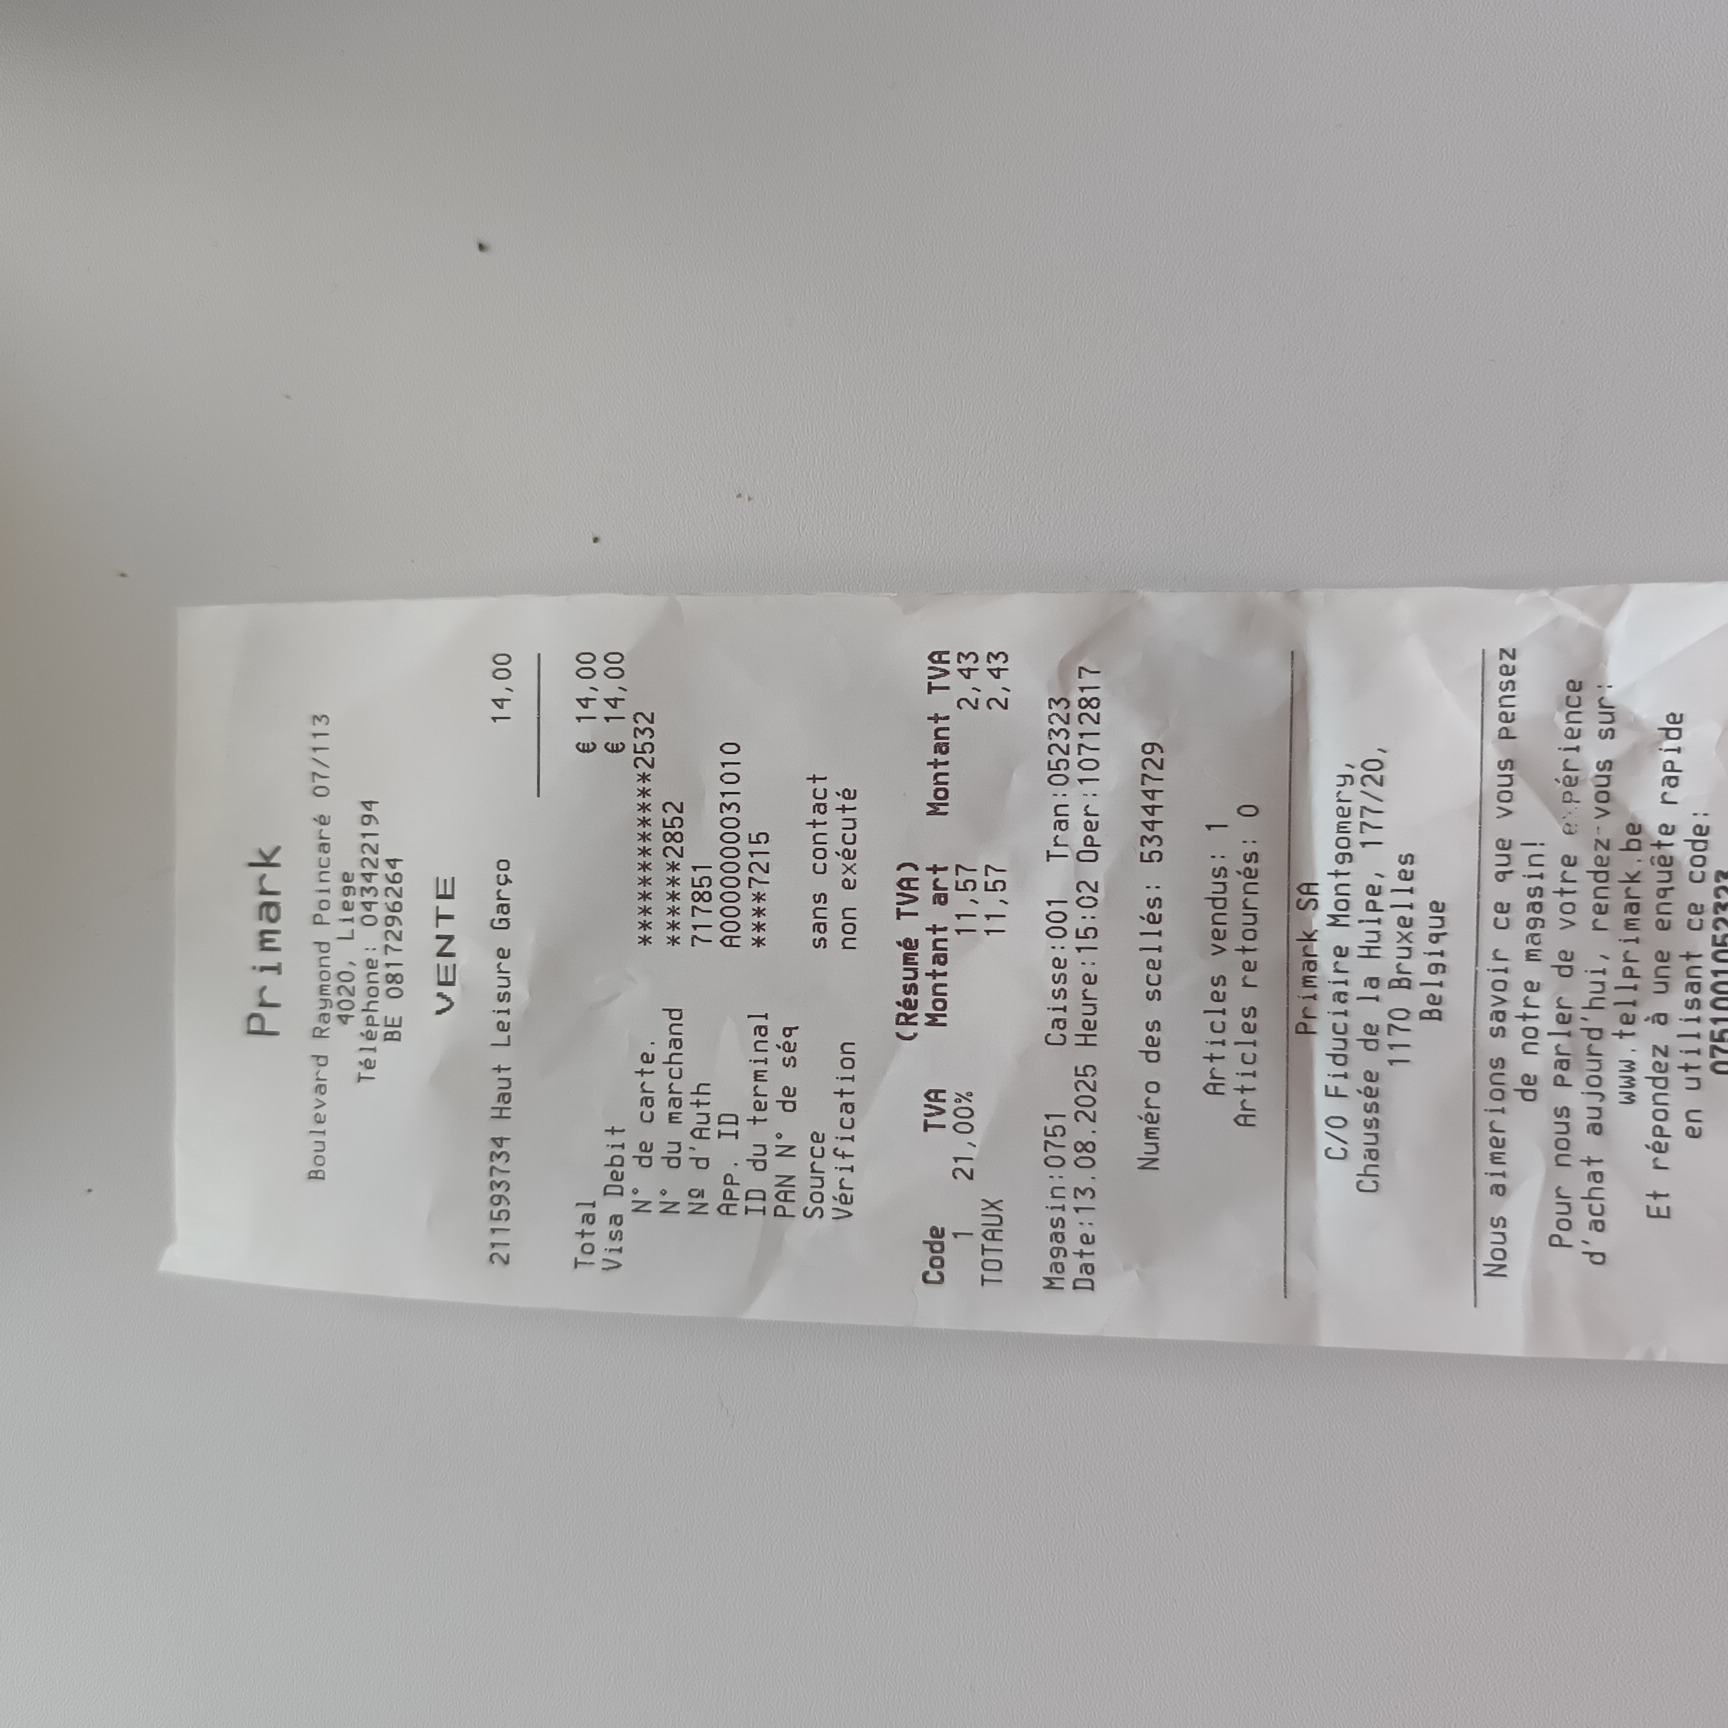 Primark
Boulevard Raymond Poincaré 07/113
4020, Liege
Téléphone: 043422194
BE 0817296264
VENTE
211593734 Haut Leisure Garço 14,00
Total € 14,00
Visa Debit € 14,00
N° de carte. ************2532
N° du marchand ******2852
Nº d'Auth 717851
APP. ID A0000000031010
ID du terminal ****7215
PAN N° de séq
Source sans contact
Vérification non exécuté
(Résumé TVA)
Code TVA Montant art Montant TVA
1 21,00% 11,57 2,43
TOTAUX 11,57 2,43
Magasin:0751 Caisse:001 Tran:052323
Date:13.08.2025 Heure:15:02 Oper:10712817
Numéro des scellés: 53444729
Articles vendus: 1
Articles retournés: 0
Primark SA
C/O Fiduciaire Montgomery,
Chaussée de la Hulpe, 177/20,
1170 Bruxelles
Belgique
Nous aimerions savoir ce que vous pensez
de notre magasin!
Pour nous parler de votre expérience
d'achat aujourd'hui, rendez-vous sur:
www.tellprimark.be
Et répondez à une enquête rapide
en utilisant ce code: